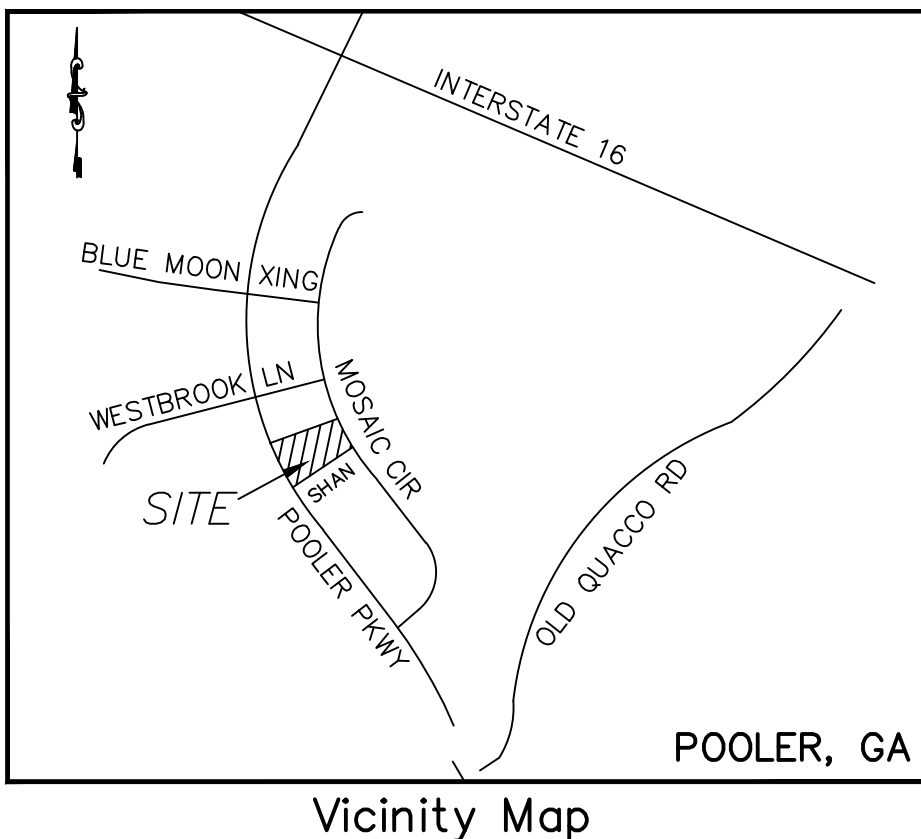 INTERSTATE 16
BLUE MOON XING
WESTBROOK LN
MOSAIC CIR
SITE
SHAN
POOLER PKWY
OLD QUACCO RD
POOLER, GA
Vicinity Map